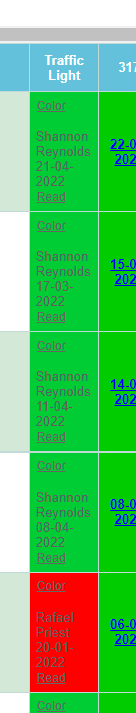 Traffic
Light
317
Color
Shannon
Reynolds
21-04-
2022
Read
22-0
202
Color
Shannon
Reynolds
17-03-
2022
Read
15-0
202
Color
Shannon
Reynolds
11-04-
2022
Read
14-0
202
Color
Shannon
Reynolds
08-04-
2022
Read
08-0
202
Color
Rafael
Priest
20-01-
2022
Read
06-0
202
Color